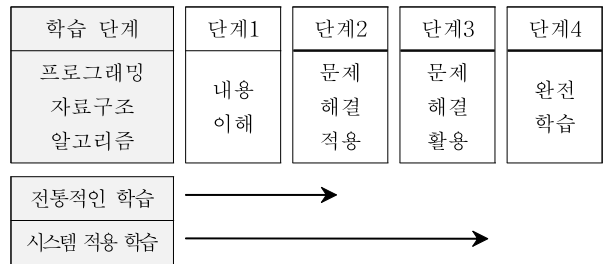 학습 단계 단계1 단계2 단계3 단계4
프로그래밍
자료구조
알고리즘
내용
이해
문제
해결
적용
문제
해결
활용
완전
학습
전통적인 학습
시스템 적용 학습